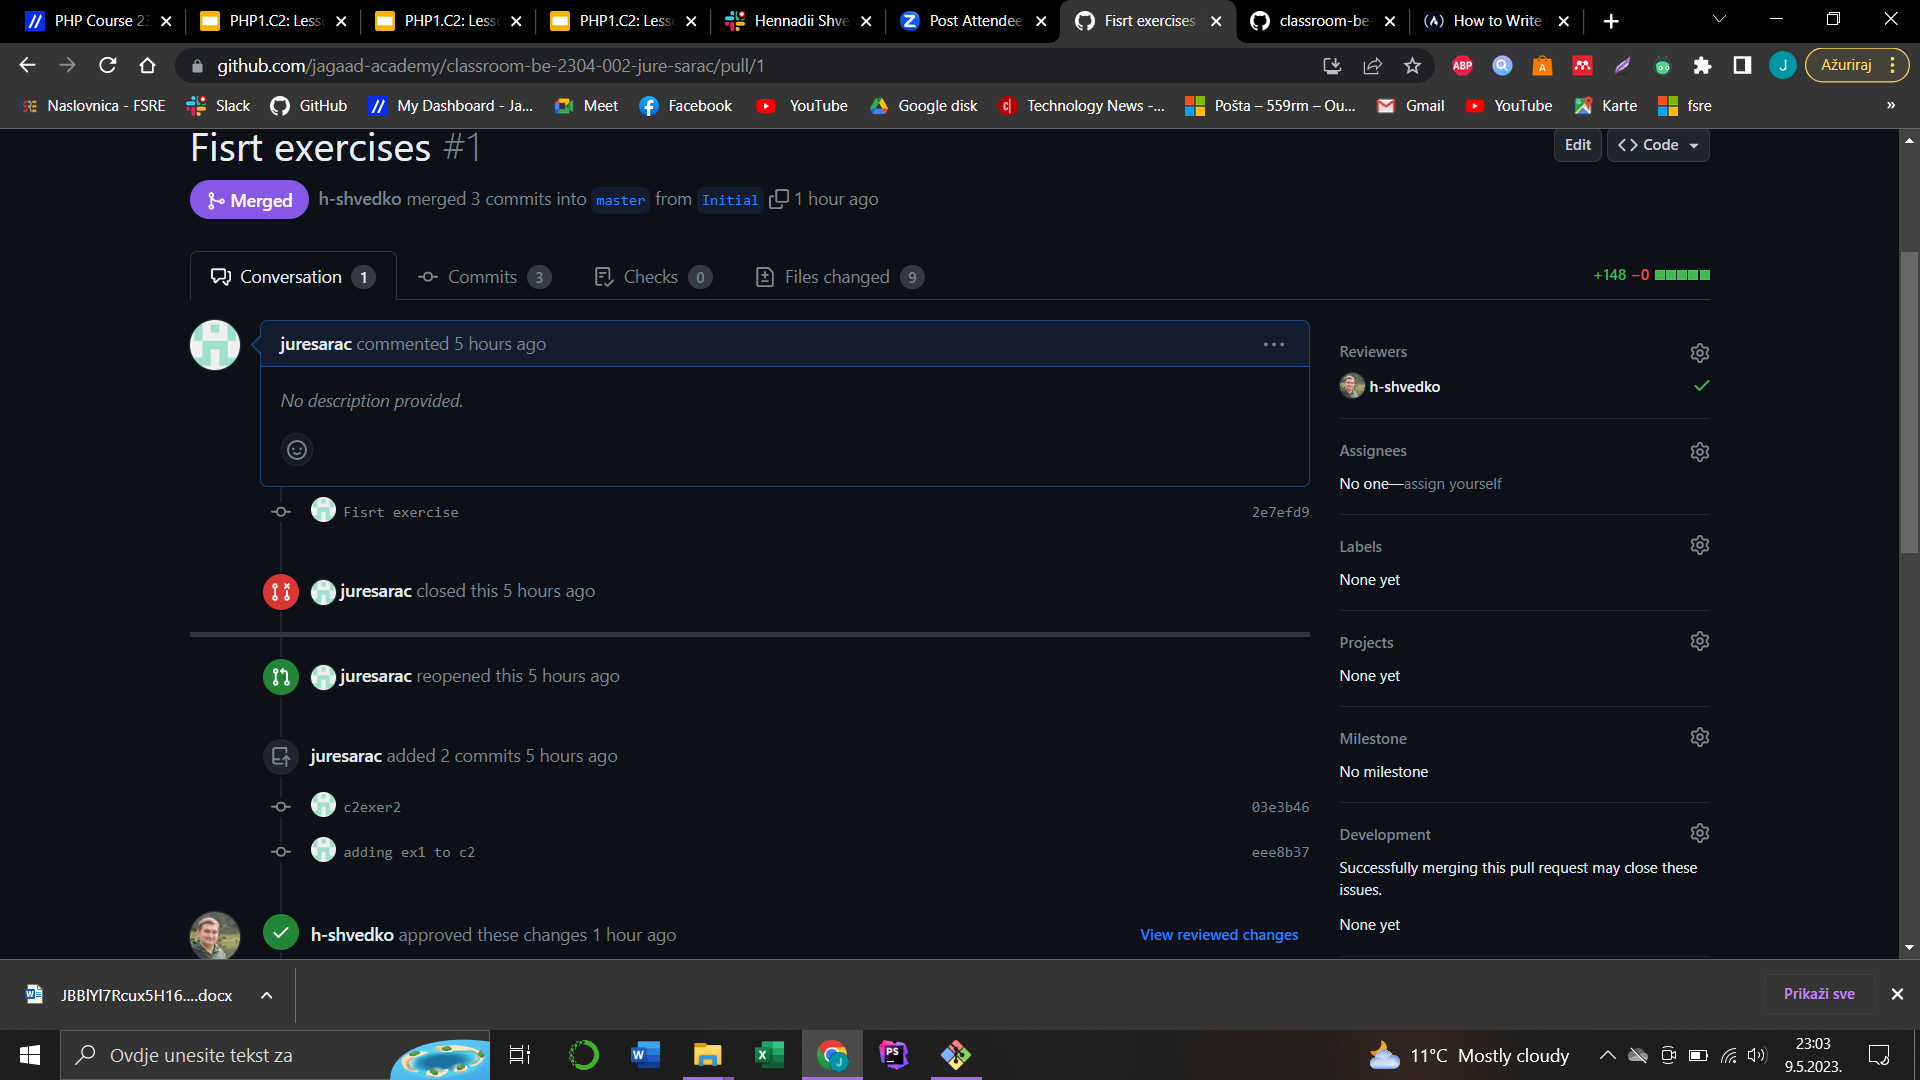 PHP Course 23
PHP1.C2: Less
PHP1.C2: Less
PHP1.C2: Less
Hennadii Shve
Post Attendee
Fisrt exercises
classroom-be-
How to Write
github.com/jagaad-academy/classroom-be-2304-002-jure-sarac/pull/1
ABP
J
Ažuriraj
Naslovnica - FSRE
Slack
GitHub
My Dashboard - Ja...
Meet
Facebook
YouTube
Google disk
Technology News -...
Pošta – 559rm – Ou...
Gmail
YouTube
Karte
fsre
»
Fisrt exercises #1
Edit
<> Code
Merged
h-shvedko merged 3 commits into master from Initial 1 hour ago
Conversation 1
Commits 3
Checks 0
Files changed 9
+148 −0
juresarac commented 5 hours ago
No description provided.
Fisrt exercise 2e7efd9
juresarac closed this 5 hours ago
juresarac reopened this 5 hours ago
juresarac added 2 commits 5 hours ago
c2exer2 03e3b46
adding ex1 to c2 eee8b37
h-shvedko approved these changes 1 hour ago
View reviewed changes
Reviewers
h-shvedko
Assignees
No one—assign yourself
Labels
None yet
Projects
None yet
Milestone
No milestone
Development
Successfully merging this pull request may close these
issues.
None yet
JBBlYl7Rcux5H16....docx
Prikaži sve
Ovdje unesite tekst za
11°C Mostly cloudy
23:03
9.5.2023.